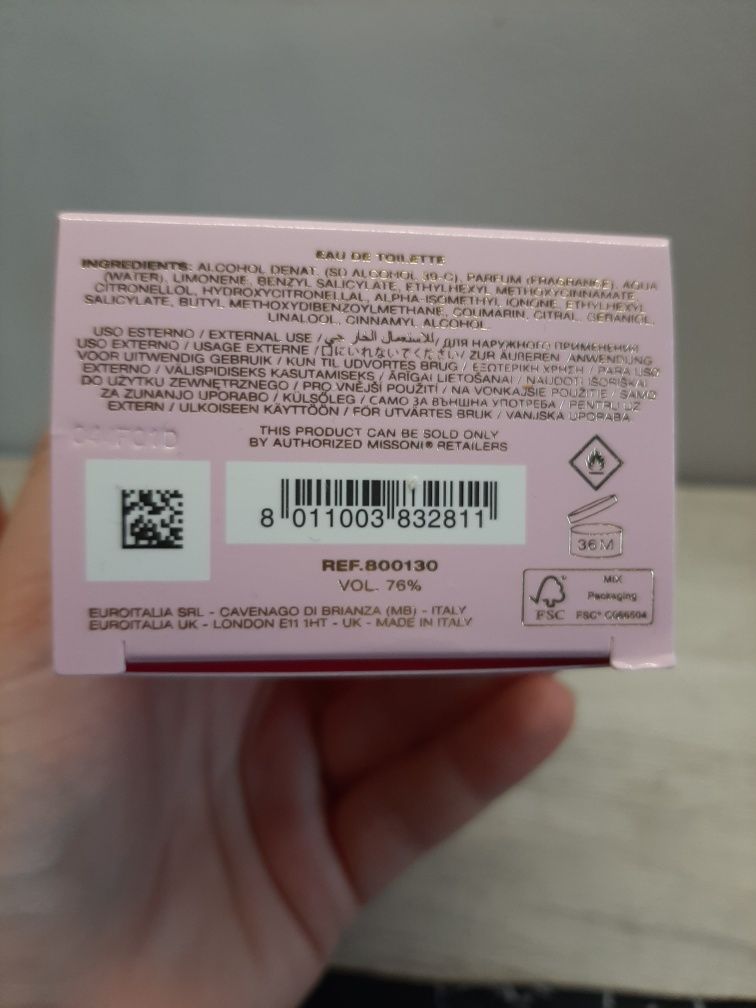 EAU DE TOILETTE
INGREDIENTS: ALCOHOL DENAT. (SD ALCOHOL 39-C), PARFUM (FRAGRANCE), AQUA
(WATER), LIMONENE, BENZYL SALICYLATE, ETHYLHEXYL METHOXYCINNAMATE,
CITRONELLOL, HYDROXYCITRONELLAL, ALPHA-ISOMETHYL IONONE, ETHYLHEXYL
SALICYLATE, BUTYL METHOXYDIBENZOYLMETHANE, COUMARIN, CITRAL, GERANIOL,
LINALOOL, CINNAMYL ALCOHOL.
USO ESTERNO / EXTERNAL USE / للاستعمال الخارجي / ДЛЯ НАРУЖНОГО ПРИМЕНЕНИЯ
USO EXTERNO / USAGE EXTERNE / 口にいれないでください / ZUR ÄUßEREN ANWENDUNG
VOOR UITWENDIG GEBRUIK / KUN TIL UDVORTES BRUG / ΕΞΩΤΕΡΙΚΗ ΧΡΗΣΗ / PARA USO
EXTERNO / VÄLISPIDISEKS KASUTAMISEKS / ĀRĪGAI LIETOŠANAI / NAUDOTI IŠORIŠKAI
DO UŻYTKU ZEWNĘTRZNEGO / PRO VNĚJŠÍ POUŽITÍ / NA VONKAJŠIE POUŽITIE / SAMO
ZA ZUNANJO UPORABO / KÜLSŐLEG / САМО ЗА ВЪНШНА УПОТРЕБА / PENTRU UZ
EXTERN / ULKOISEEN KÄYTTÖÖN / FÖR UTVÄRTES BRUK / VANJSKA UPORABA
THIS PRODUCT CAN BE SOLD ONLY
BY AUTHORIZED MISSONI® RETAILERS
8 011003 832811
36 M
REF.800130
VOL. 76%
MIX
Packaging
FSC FSC® C066504
EUROITALIA SRL - CAVENAGO DI BRIANZA (MB) - ITALY
EUROITALIA UK - LONDON E11 1HT - UK - MADE IN ITALY